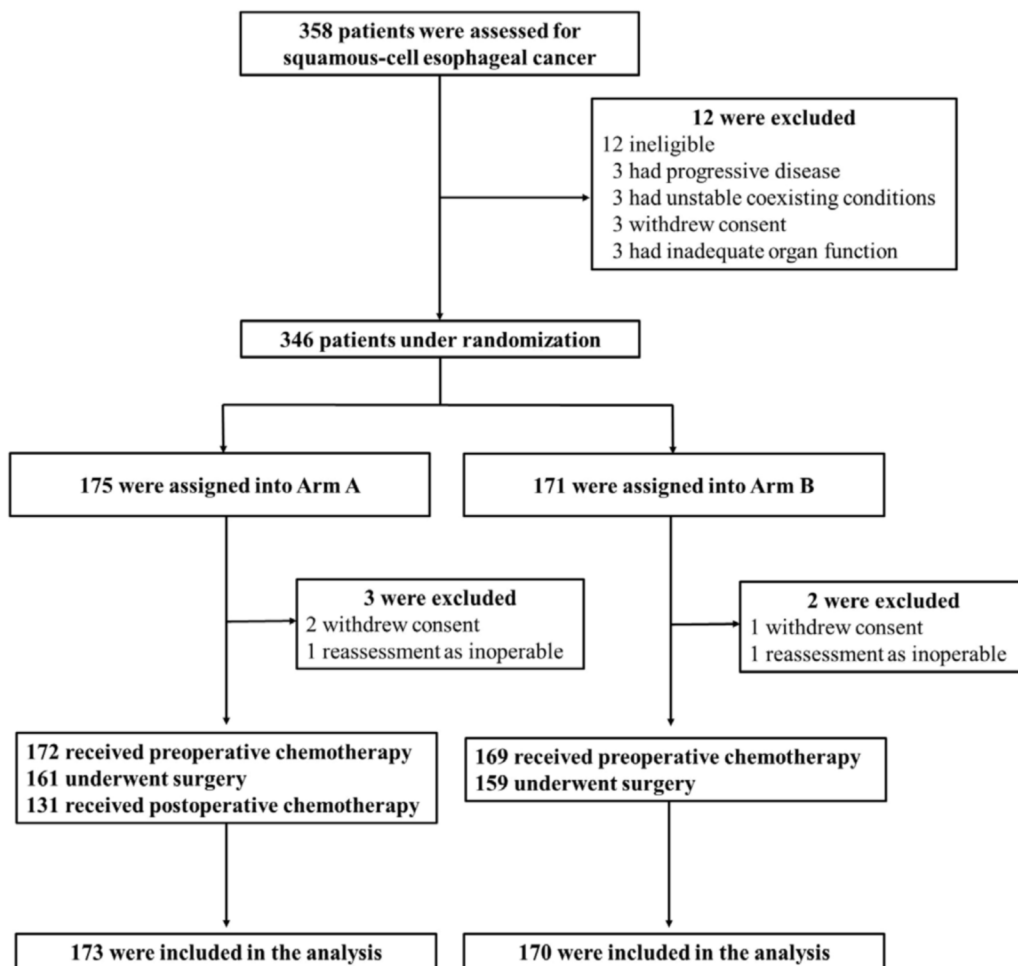 358 patients were assessed for
squamous-cell esophageal cancer
12 were excluded
12 ineligible
3 had progressive disease
3 had unstable coexisting conditions
3 withdrew consent
3 had inadequate organ function
346 patients under randomization
175 were assigned into Arm A
171 were assigned into Arm B
3 were excluded
2 withdrew consent
1 reassessment as inoperable
2 were excluded
1 withdrew consent
1 reassessment as inoperable
172 received preoperative chemotherapy
161 underwent surgery
131 received postoperative chemotherapy
169 received preoperative chemotherapy
159 underwent surgery
173 were included in the analysis
170 were included in the analysis